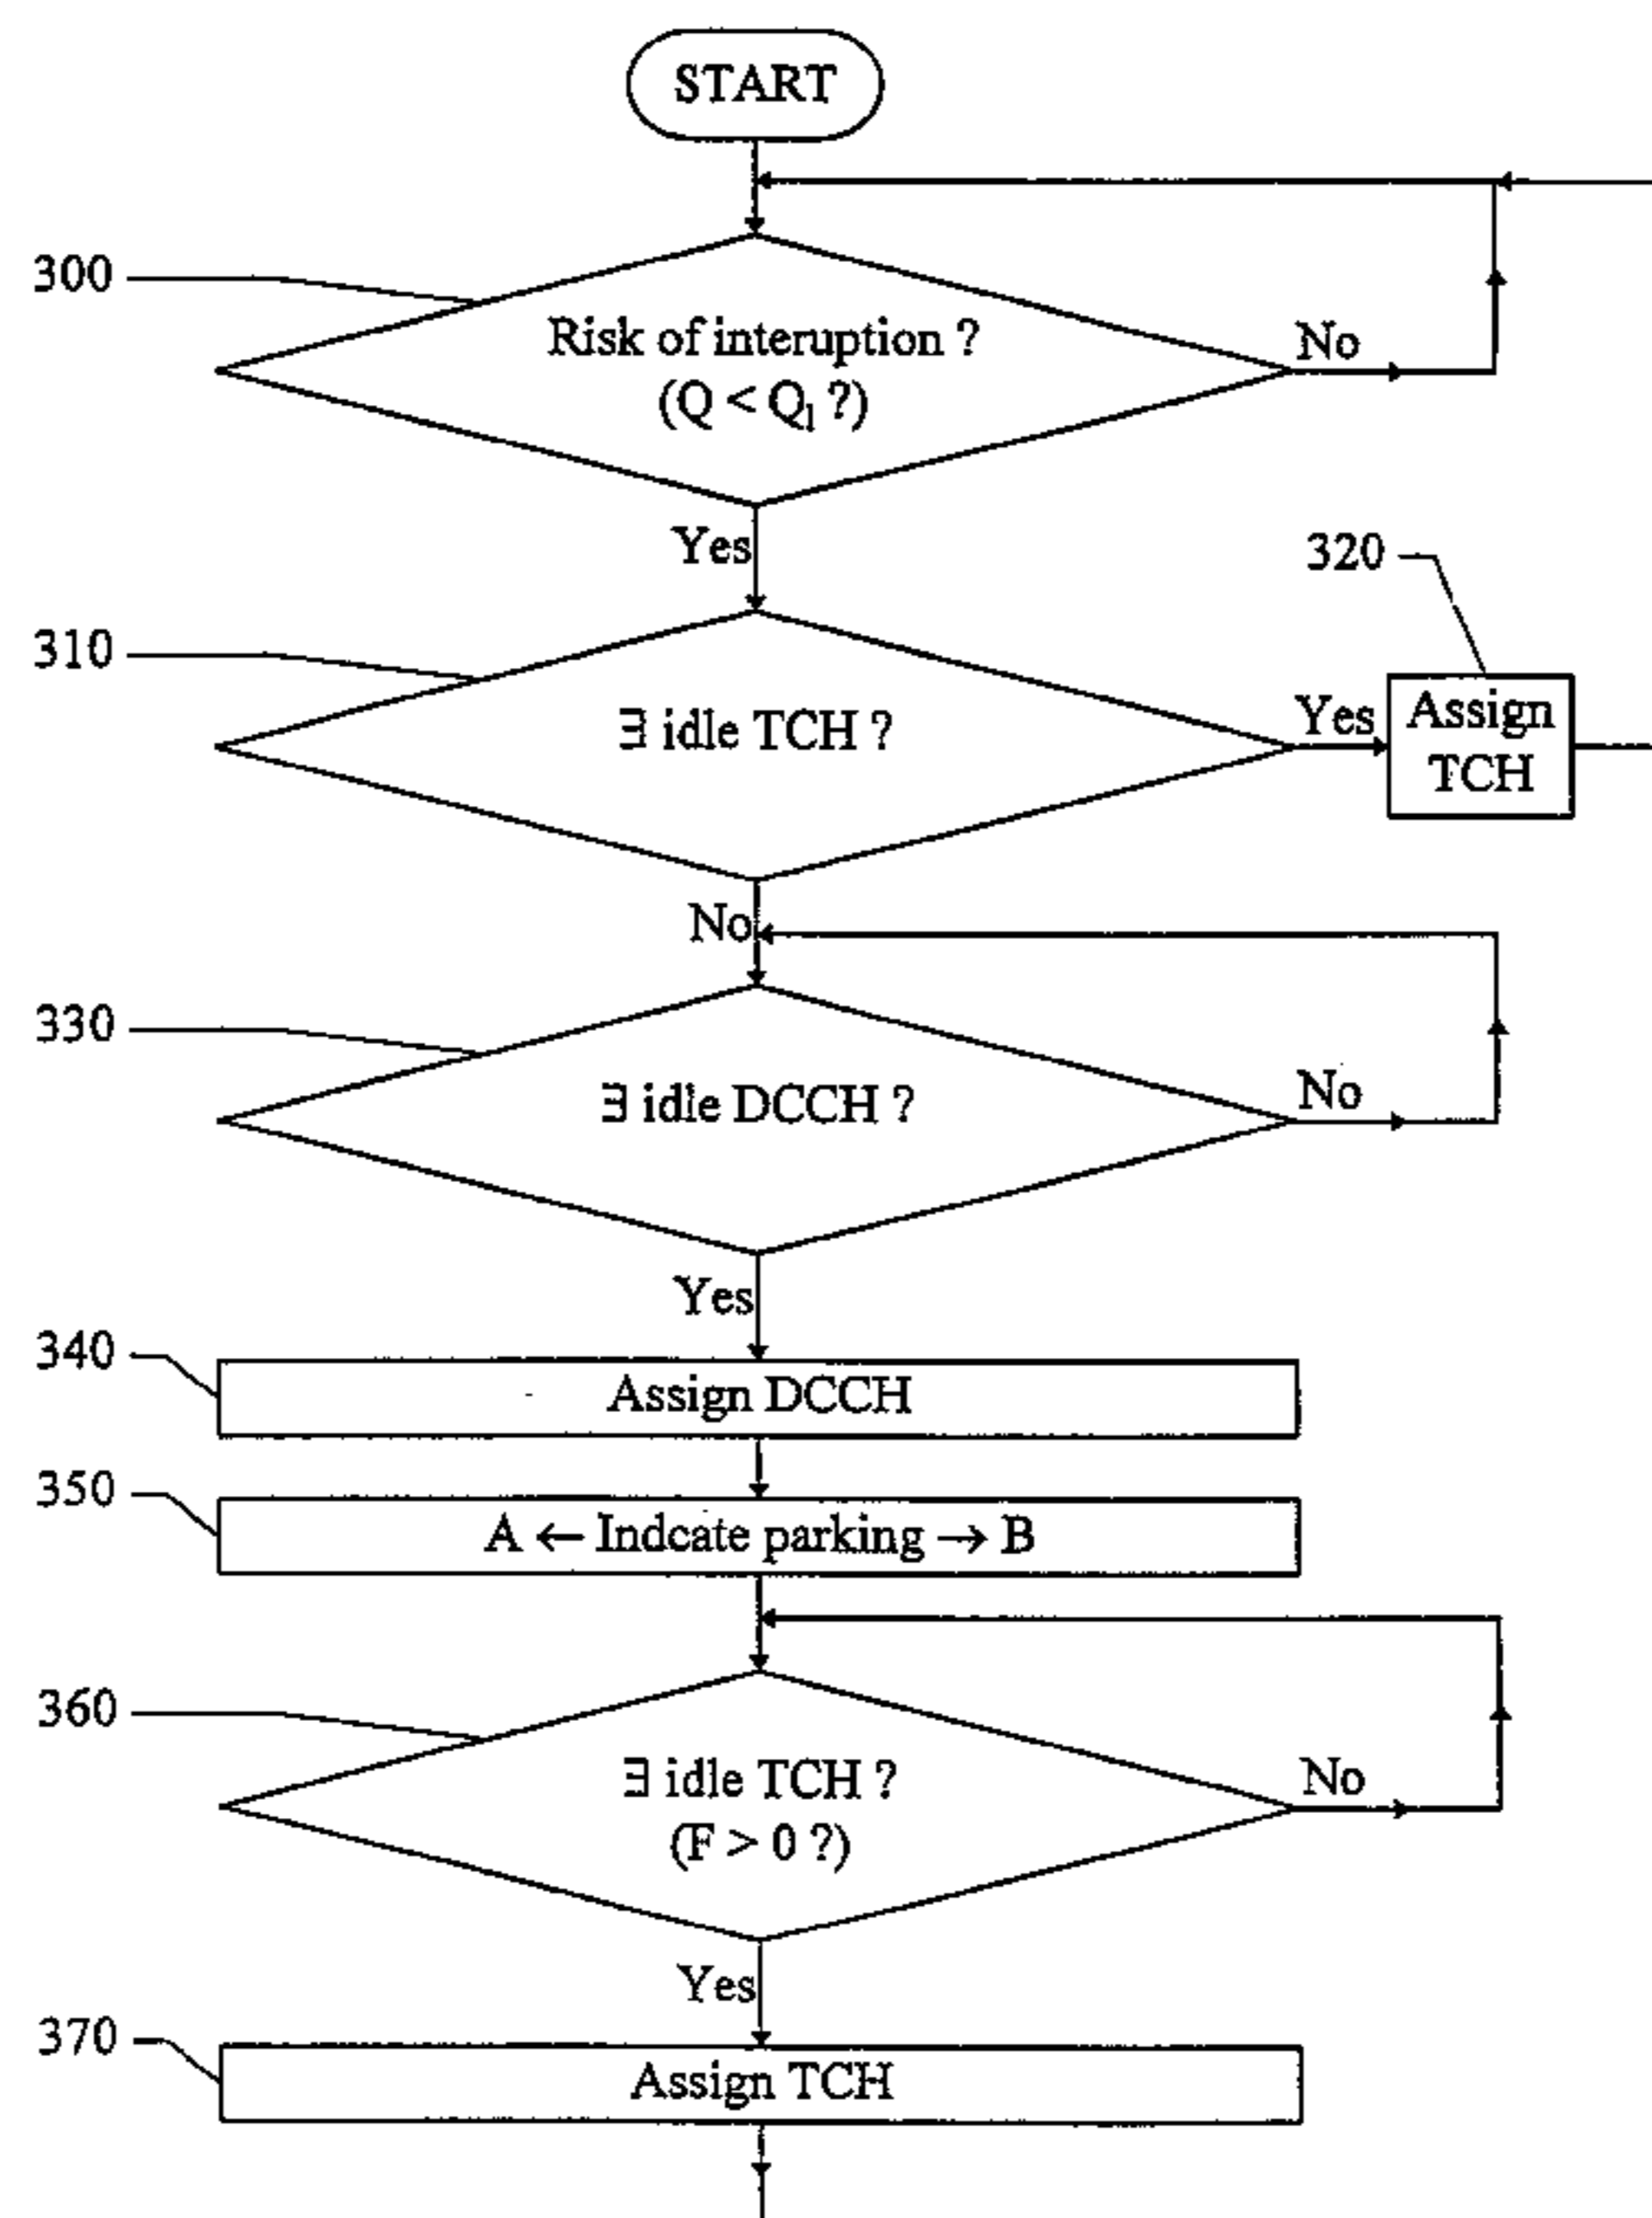 START
300
Risk of interuption ?
(Q < Q₁ ?)
No
Yes
320
310
∃ idle TCH ?
Yes
Assign
TCH
No
330
∃ idle DCCH ?
No
Yes
340
Assign DCCH
350
A ← Indcate parking → B
360
∃ idle TCH ?
(F > 0 ?)
No
Yes
370
Assign TCH